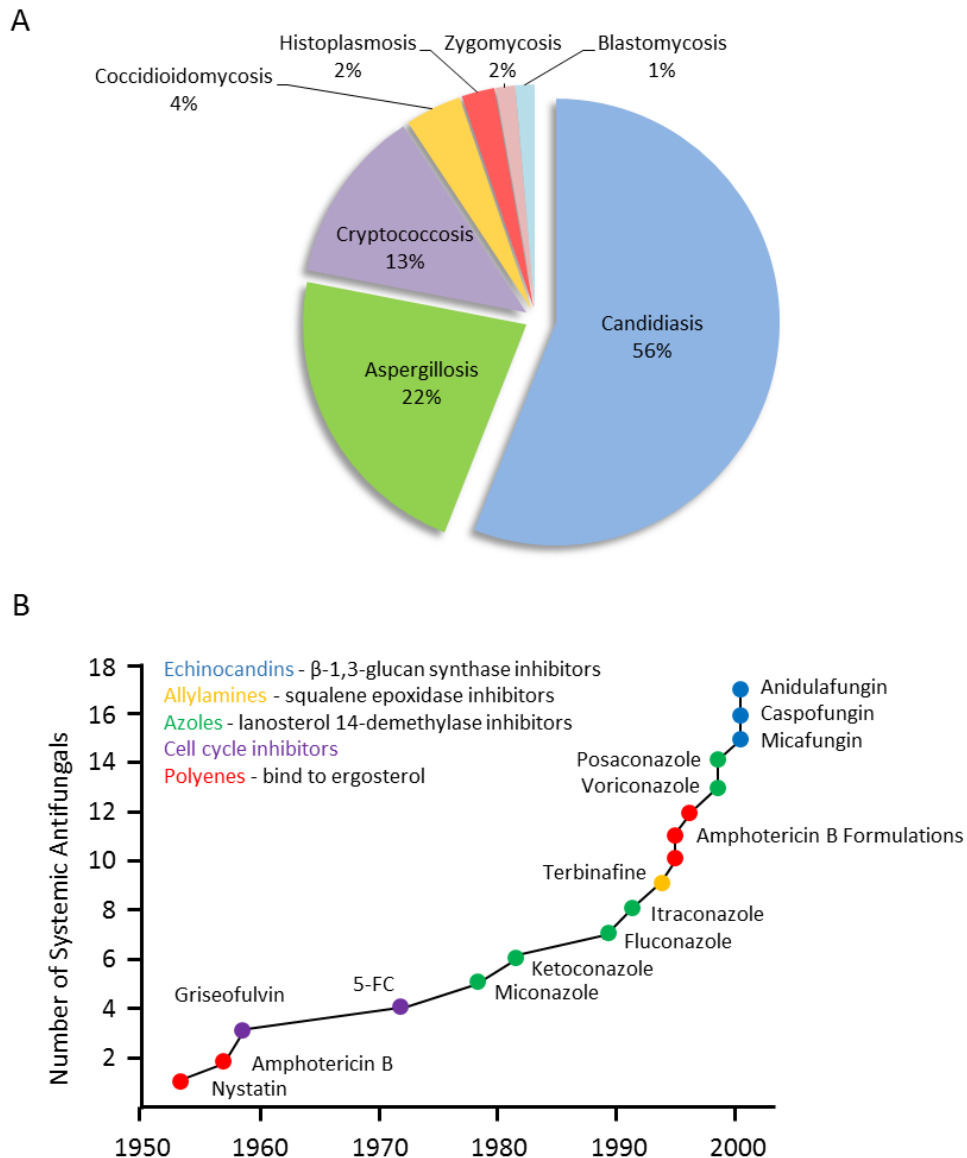 A
Histoplasmosis
2%
Zygomycosis
2%
Blastomycosis
1%
Coccidioidomycosis
4%
Cryptococcosis
13%
Candidiasis
56%
Aspergillosis
22%
B
Number of Systemic Antifungals
18
16
14
12
10
8
6
4
2
Echinocandins - β-1,3-glucan synthase inhibitors
Allylamines - squalene epoxidase inhibitors
Azoles - lanosterol 14-demethylase inhibitors
Cell cycle inhibitors
Polyenes - bind to ergosterol
Anidulafungin
Caspofungin
Micafungin
Posaconazole
Voriconazole
Amphotericin B Formulations
Terbinafine
Itraconazole
Fluconazole
Ketoconazole
Miconazole
5-FC
Griseofulvin
Amphotericin B
Nystatin
1950 1960 1970 1980 1990 2000